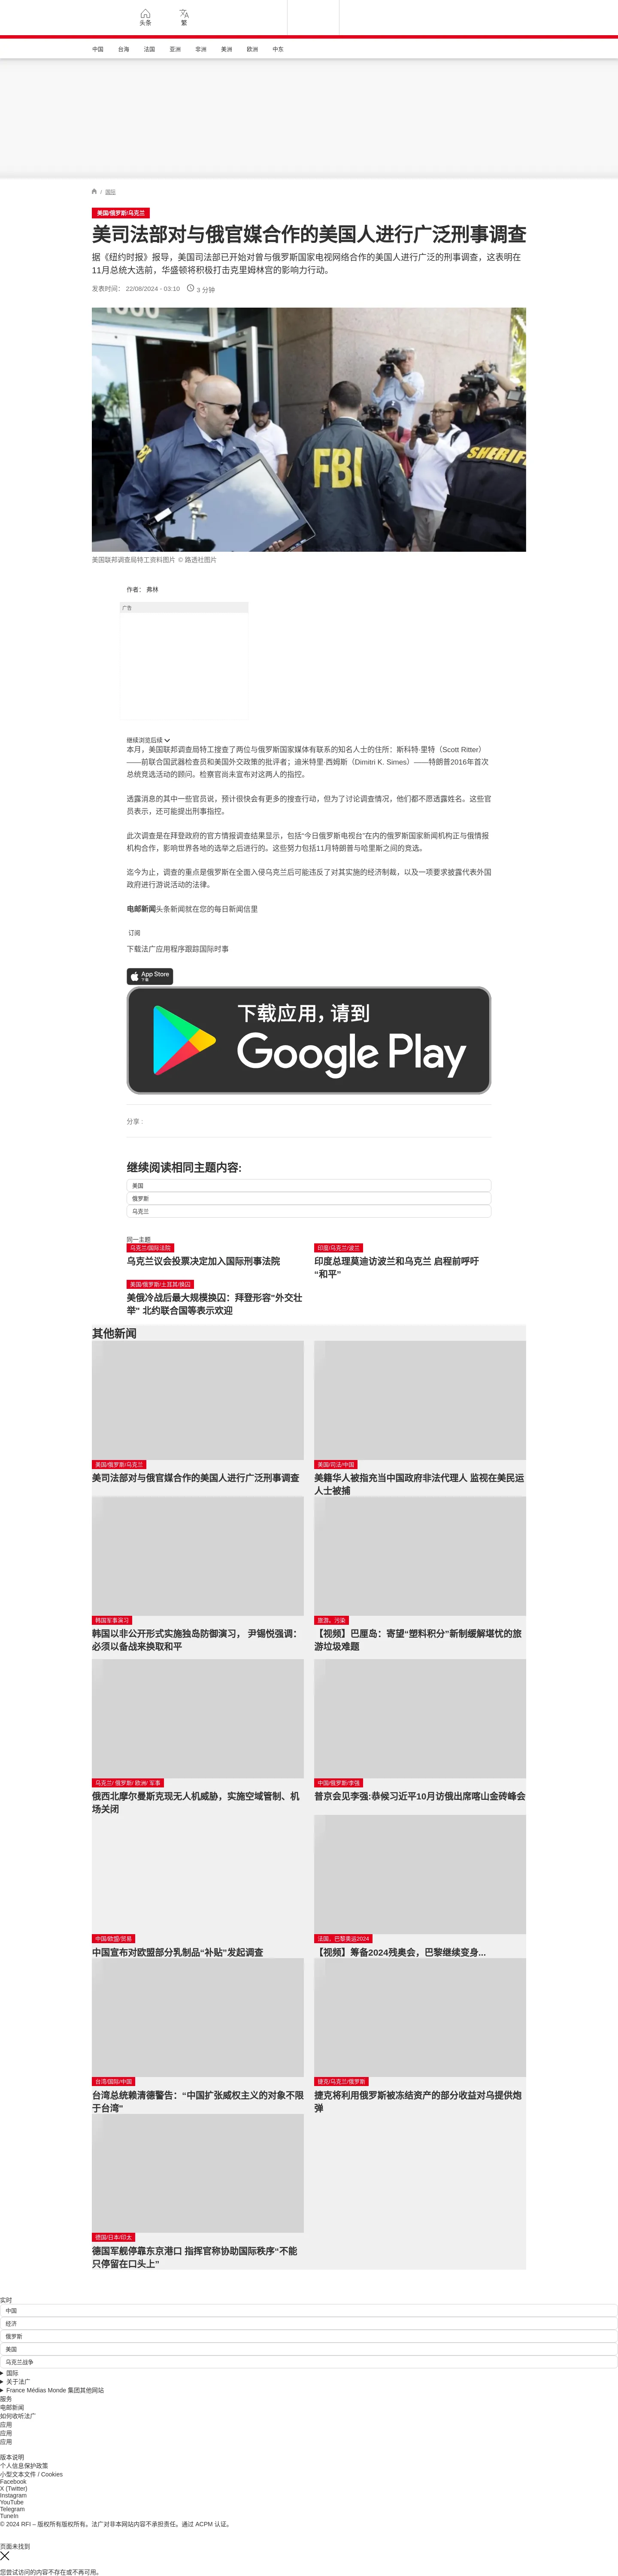 头条
繁
中国
台海
法国
亚洲
非洲
美洲
欧洲
中东
/ 国际
美国/俄罗斯/乌克兰
美司法部对与俄官媒合作的美国人进行广泛刑事调查
据《纽约时报》报导，美国司法部已开始对曾与俄罗斯国家电视网络合作的美国人进行广泛的刑事调查，这表明在
11月总统大选前，华盛顿将积极打击克里姆林宫的影响力行动。
发表时间： 22/08/2024 - 03:10 3 分钟
FBI
SHERIFF
美国联邦调查局特工资料图片 © 路透社图片
作者： 弗林
广告
继续浏览后续
本月，美国联邦调查局特工搜查了两位与俄罗斯国家媒体有联系的知名人士的住所：斯科特·里特（Scott Ritter）
——前联合国武器检查员和美国外交政策的批评者；迪米特里·西姆斯（Dimitri K. Simes）——特朗普2016年首次
总统竞选活动的顾问。检察官尚未宣布对这两人的指控。
透露消息的其中一些官员说，预计很快会有更多的搜查行动，但为了讨论调查情况，他们都不愿透露姓名。这些官
员表示，还可能提出刑事指控。
此次调查是在拜登政府的官方情报调查结果显示，包括“今日俄罗斯电视台”在内的俄罗斯国家新闻机构正与俄情报
机构合作，影响世界各地的选举之后进行的。这些努力包括11月特朗普与哈里斯之间的竞选。
迄今为止，调查的重点是俄罗斯在全面入侵乌克兰后可能违反了对其实施的经济制裁，以及一项要求披露代表外国
政府进行游说活动的法律。
电邮新闻头条新闻就在您的每日新闻信里
订阅
下载法广应用程序跟踪国际时事
App Store
下载
下载应用，请到
Google Play
分享 :
继续阅读相同主题内容:
美国
俄罗斯
乌克兰
同一主题
乌克兰/国际法院
乌克兰议会投票决定加入国际刑事法院
印度/乌克兰/波兰
印度总理莫迪访波兰和乌克兰 启程前呼吁
“和平”
美国/俄罗斯/土耳其/换囚
美俄冷战后最大规模换囚：拜登形容"外交壮
举" 北约联合国等表示欢迎
其他新闻
美国/俄罗斯/乌克兰
美司法部对与俄官媒合作的美国人进行广泛刑事调查
美国/司法/中国
美籍华人被指充当中国政府非法代理人 监视在美民运
人士被捕
韩国军事演习
韩国以非公开形式实施独岛防御演习， 尹锡悦强调：
必须以备战来换取和平
旅游。污染
【视频】巴厘岛：寄望“塑料积分”新制缓解堪忧的旅
游垃圾难题
乌克兰/ 俄罗斯/ 欧洲/ 军事
俄西北摩尔曼斯克现无人机威胁，实施空域管制、机
场关闭
中国/俄罗斯/李强
普京会见李强:恭候习近平10月访俄出席喀山金砖峰会
中国/欧盟/贸易
中国宣布对欧盟部分乳制品“补贴”发起调查
法国。巴黎奥运2024
【视频】筹备2024残奥会，巴黎继续变身...
台湾/国际/中国
台湾总统赖清德警告：“中国扩张威权主义的对象不限
于台湾”
捷克/乌克兰/俄罗斯
捷克将利用俄罗斯被冻结资产的部分收益对乌提供炮
弹
德国/日本/印太
德国军舰停靠东京港口 指挥官称协助国际秩序“不能
只停留在口头上”
实时
中国
经济
俄罗斯
美国
乌克兰战争
国际
关于法广
France Médias Monde 集团其他网站
服务
电邮新闻
如何收听法广
应用
应用
应用
版本说明
个人信息保护政策
小型文本文件 / Cookies
Facebook
X (Twitter)
Instagram
YouTube
Telegram
TuneIn
© 2024 RFI – 版权所有版权所有。法广对非本网站内容不承担责任。通过 ACPM 认证。
页面未找到
您尝试访问的内容不存在或不再可用。